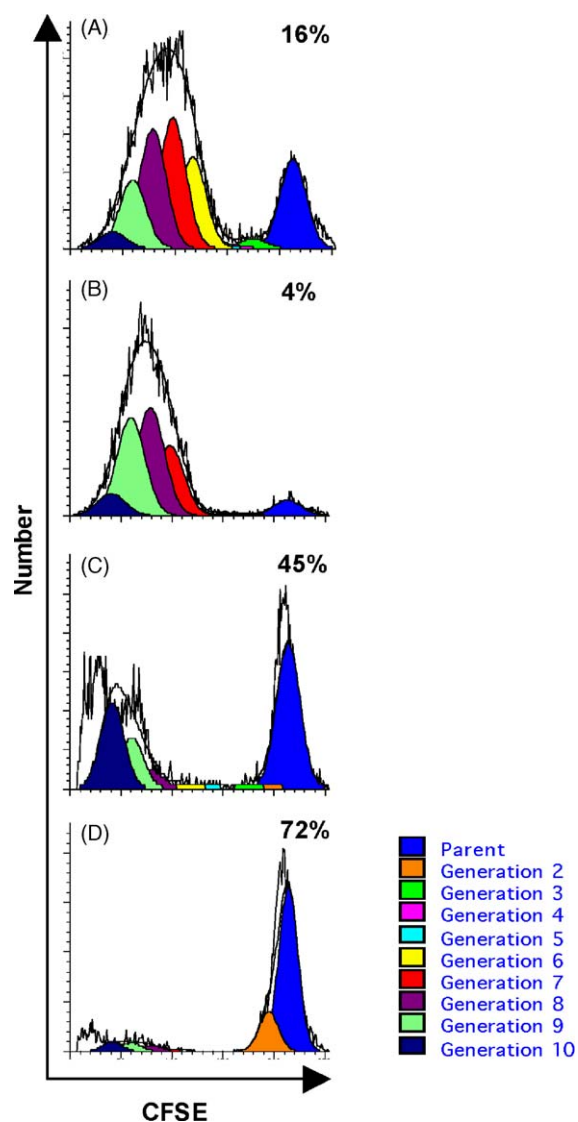 (A)
16%
(B)
4%
(C)
45%
(D)
72%
Number
CFSE
Parent
Generation 2
Generation 3
Generation 4
Generation 5
Generation 6
Generation 7
Generation 8
Generation 9
Generation 10